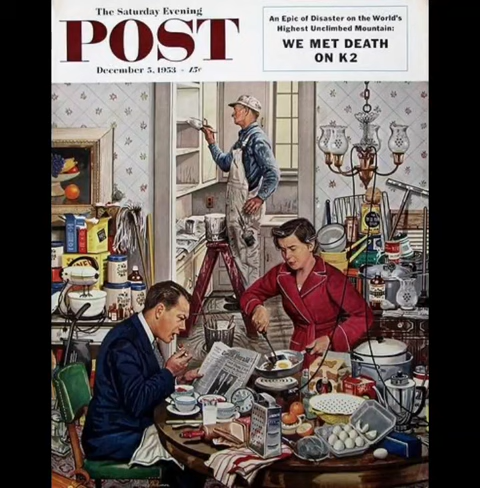 The Saturday Evening
POST
December 5, 1953 - 15¢
An Epic of Disaster on the World's
Highest Unclimbed Mountain:
WE MET DEATH
ON K2